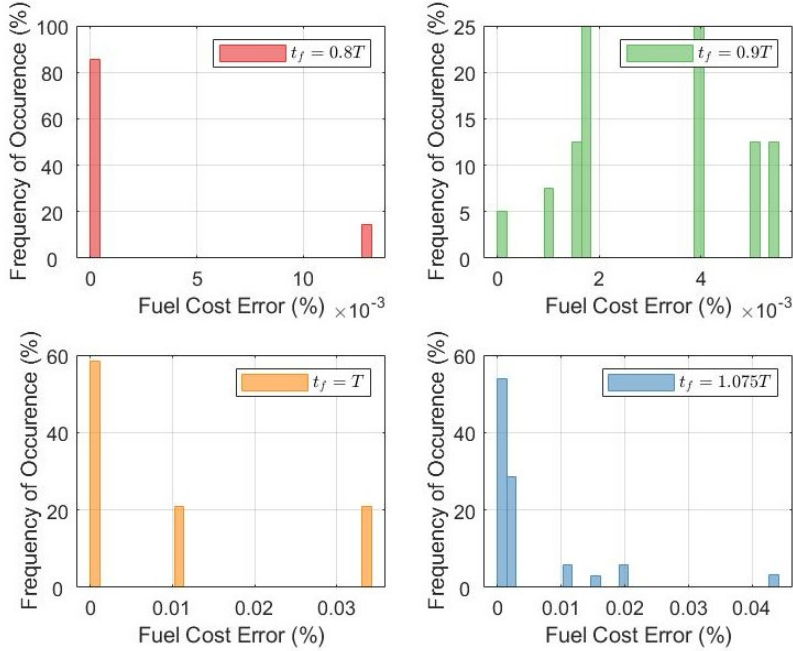 100
80
60
40
20
0
Frequency of Occurence (%)
t_f = 0.8T
0 5 10
Fuel Cost Error (%) ×10^-3
25
20
15
10
5
0
Frequency of Occurence (%)
t_f = 0.9T
0 2 4
Fuel Cost Error (%) ×10^-3
60
40
20
0
Frequency of Occurence (%)
t_f = T
0 0.01 0.02 0.03
Fuel Cost Error (%)
60
40
20
0
Frequency of Occurence (%)
t_f = 1.075T
0 0.01 0.02 0.03 0.04
Fuel Cost Error (%)